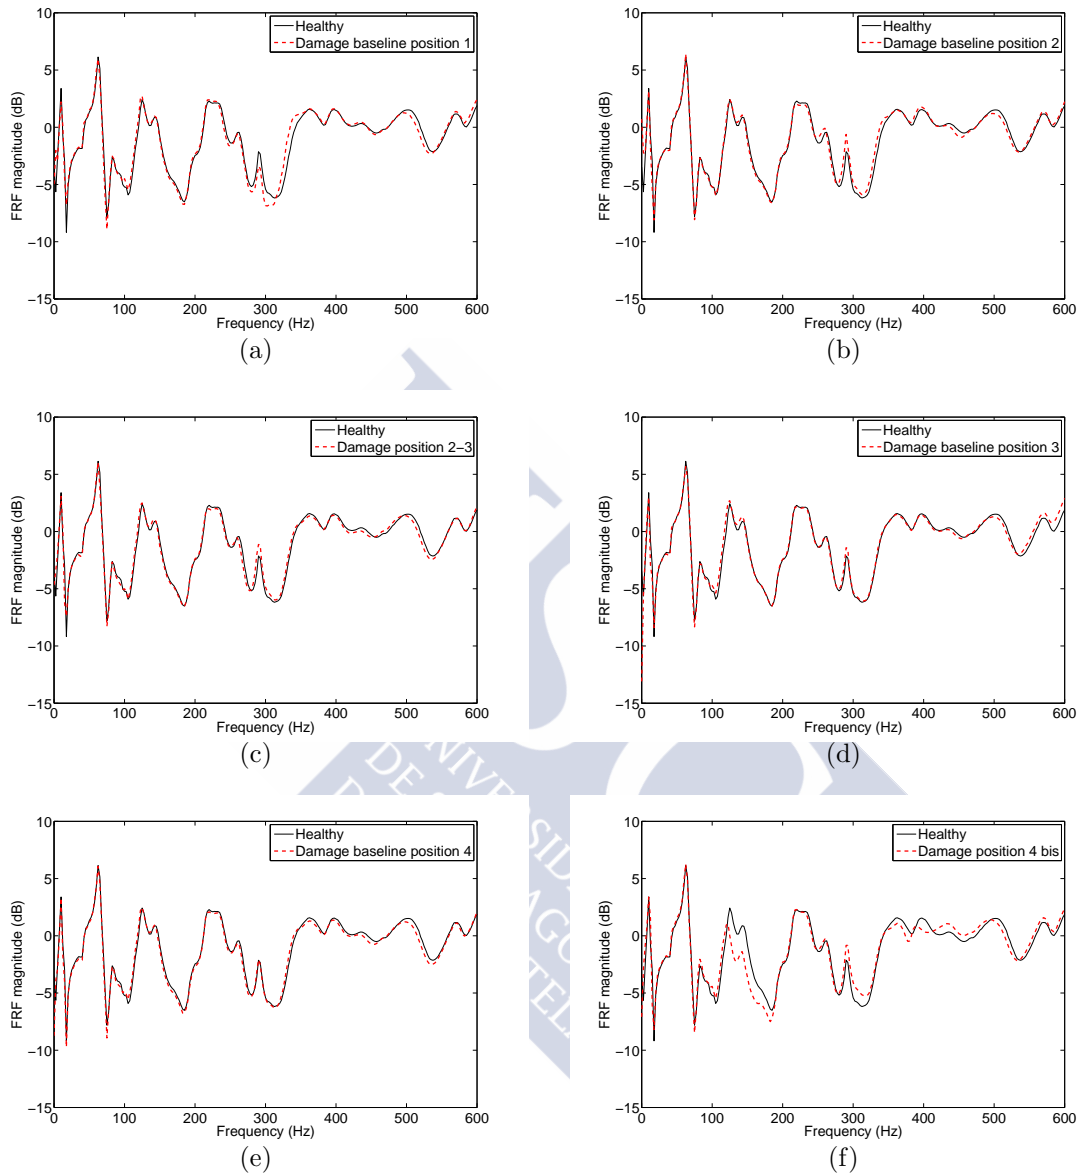 Healthy
Damage baseline position 1
10
5
0
−5
−10
−15
FRF magnitude (dB)
0 100 200 300 400 500 600
Frequency (Hz)
(a)
Healthy
Damage baseline position 2
10
5
0
−5
−10
−15
FRF magnitude (dB)
0 100 200 300 400 500 600
Frequency (Hz)
(b)
Healthy
Damage position 2−3
10
5
0
−5
−10
−15
FRF magnitude (dB)
0 100 200 300 400 500 600
Frequency (Hz)
(c)
Healthy
Damage baseline position 3
10
5
0
−5
−10
−15
FRF magnitude (dB)
0 100 200 300 400 500 600
Frequency (Hz)
(d)
Healthy
Damage baseline position 4
10
5
0
−5
−10
−15
FRF magnitude (dB)
0 100 200 300 400 500 600
Frequency (Hz)
(e)
Healthy
Damage position 4 bis
10
5
0
−5
−10
−15
FRF magnitude (dB)
0 100 200 300 400 500 600
Frequency (Hz)
(f)